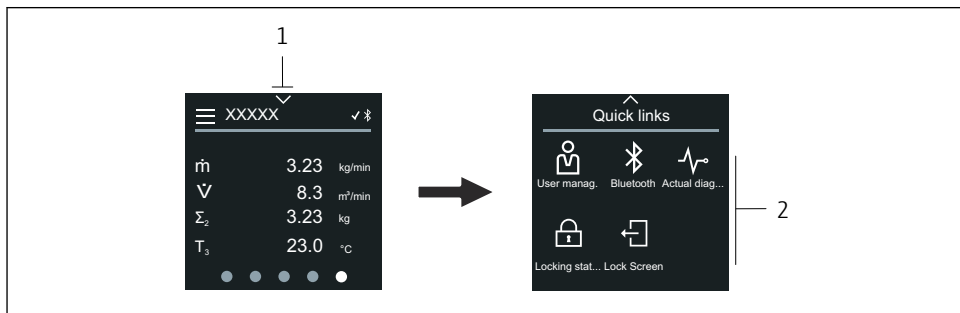 1
XXXXX
ṁ 3.23 kg/min
V̇ 8.3 m³/min
Σ₂ 3.23 kg
T₃ 23.0 °C
Quick links
User manag. Bluetooth Actual diag...
Locking stat... Lock Screen
2